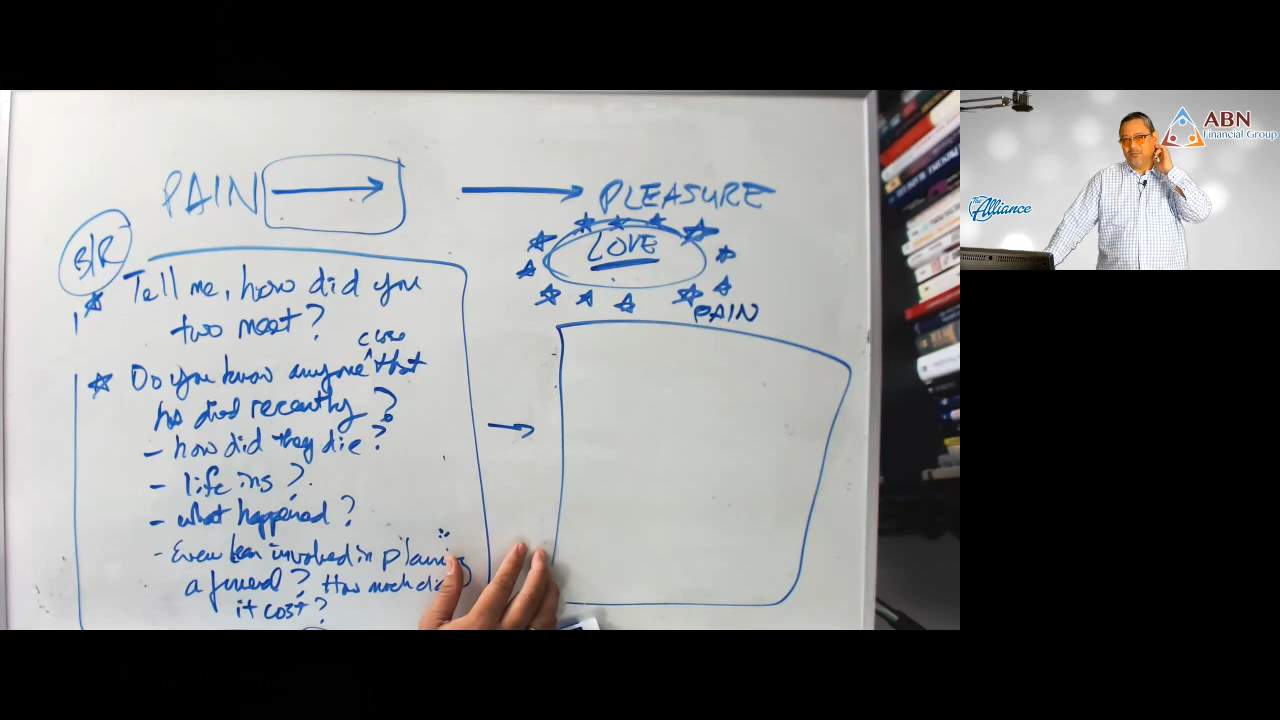 PAIN → → PLEASURE
B/R
LOVE
PAIN
Tell me, how did you
two meet?
close
Do you know anyone ^ that
has died recently?
- how did they die?
- life ins?
- what happened?
- Ever been involved in planning
a funeral? How much did
it cost?
ABN
Financial Group
The
Alliance